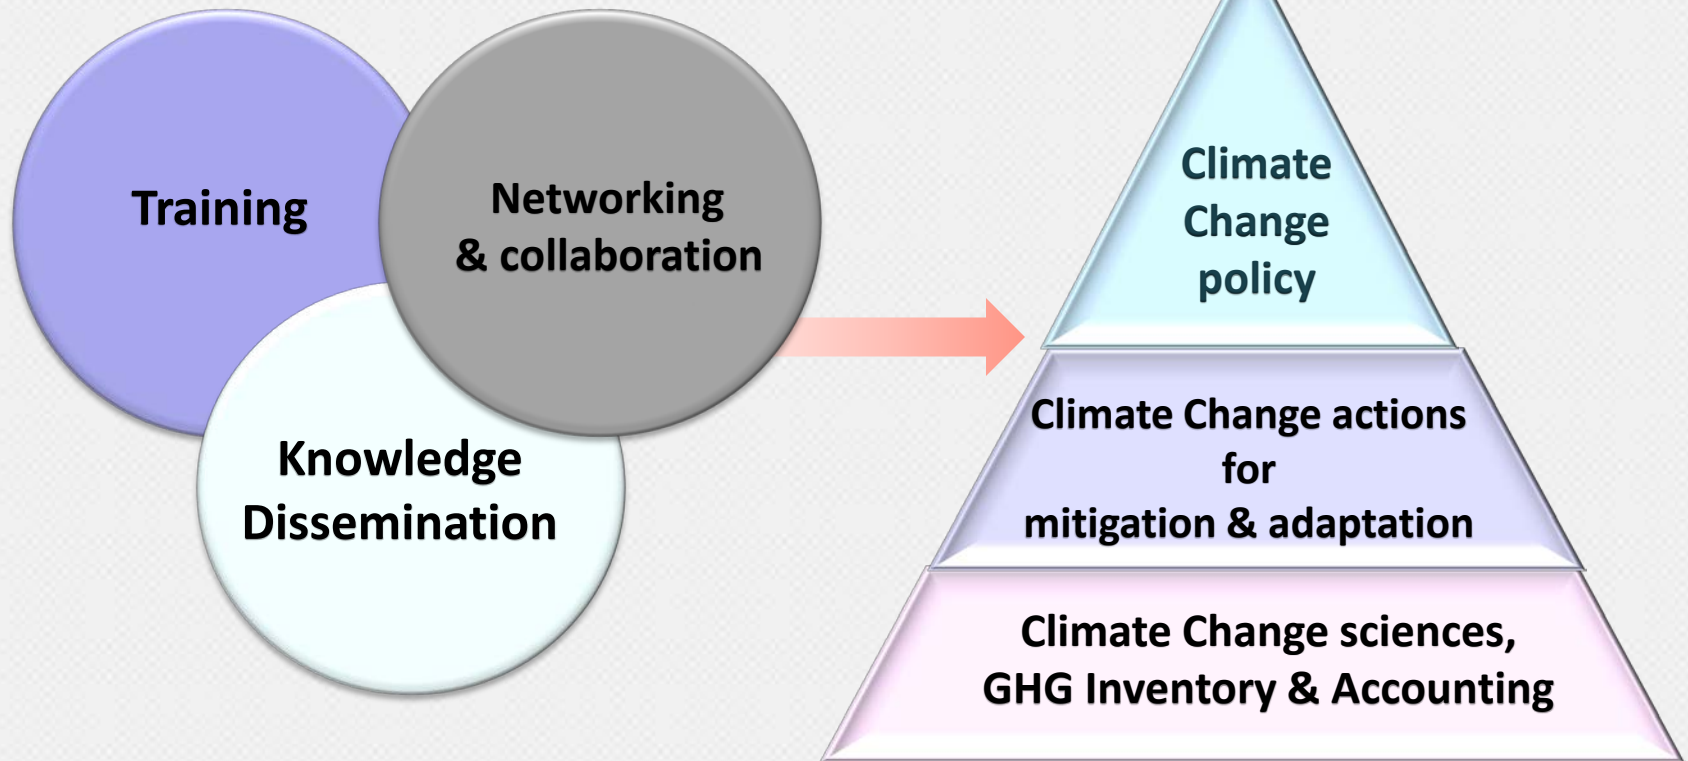 Training
Networking
& collaboration
Knowledge
Dissemination
Climate
Change
policy
Climate Change actions
for
mitigation & adaptation
Climate Change sciences,
GHG Inventory & Accounting